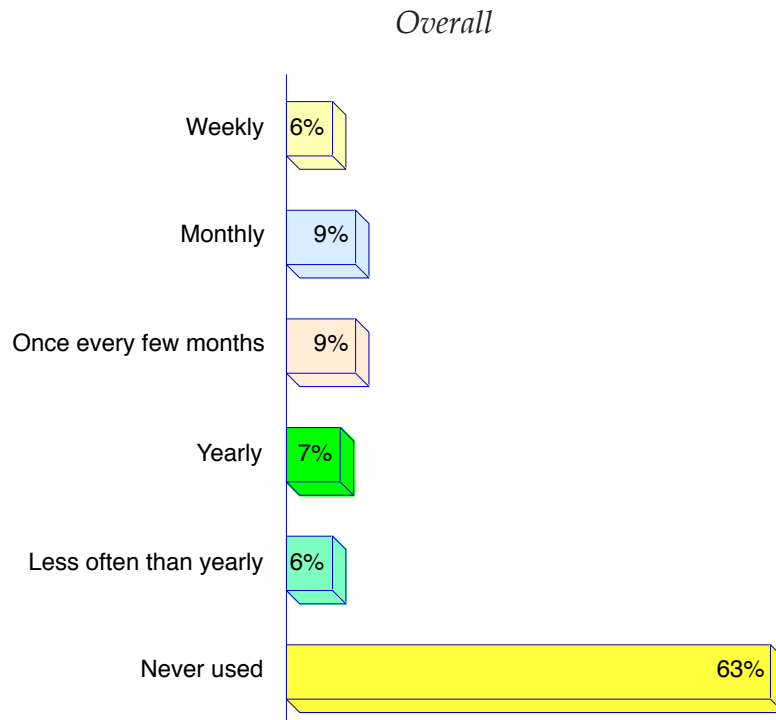 Overall
Weekly 6%
Monthly 9%
Once every few months 9%
Yearly 7%
Less often than yearly 6%
Never used 63%